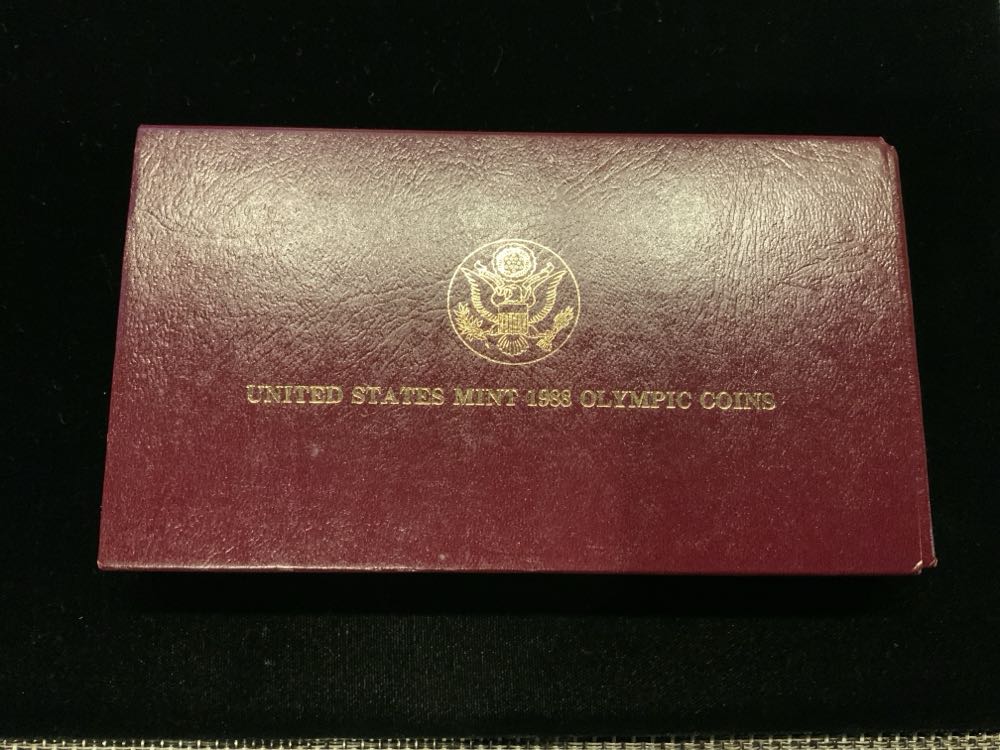 UNITED STATES MINT 1988 OLYMPIC COINS